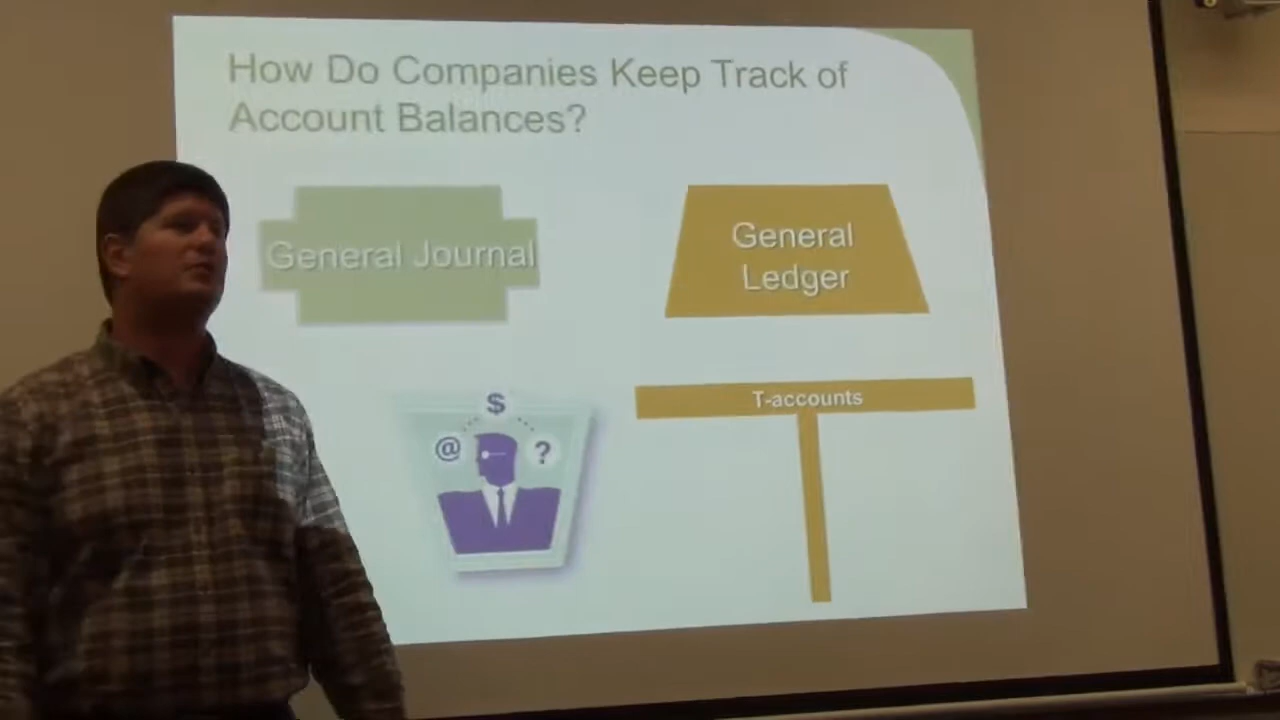 How Do Companies Keep Track of
Account Balances?
General Journal
General
Ledger
T-accounts
$
@
?